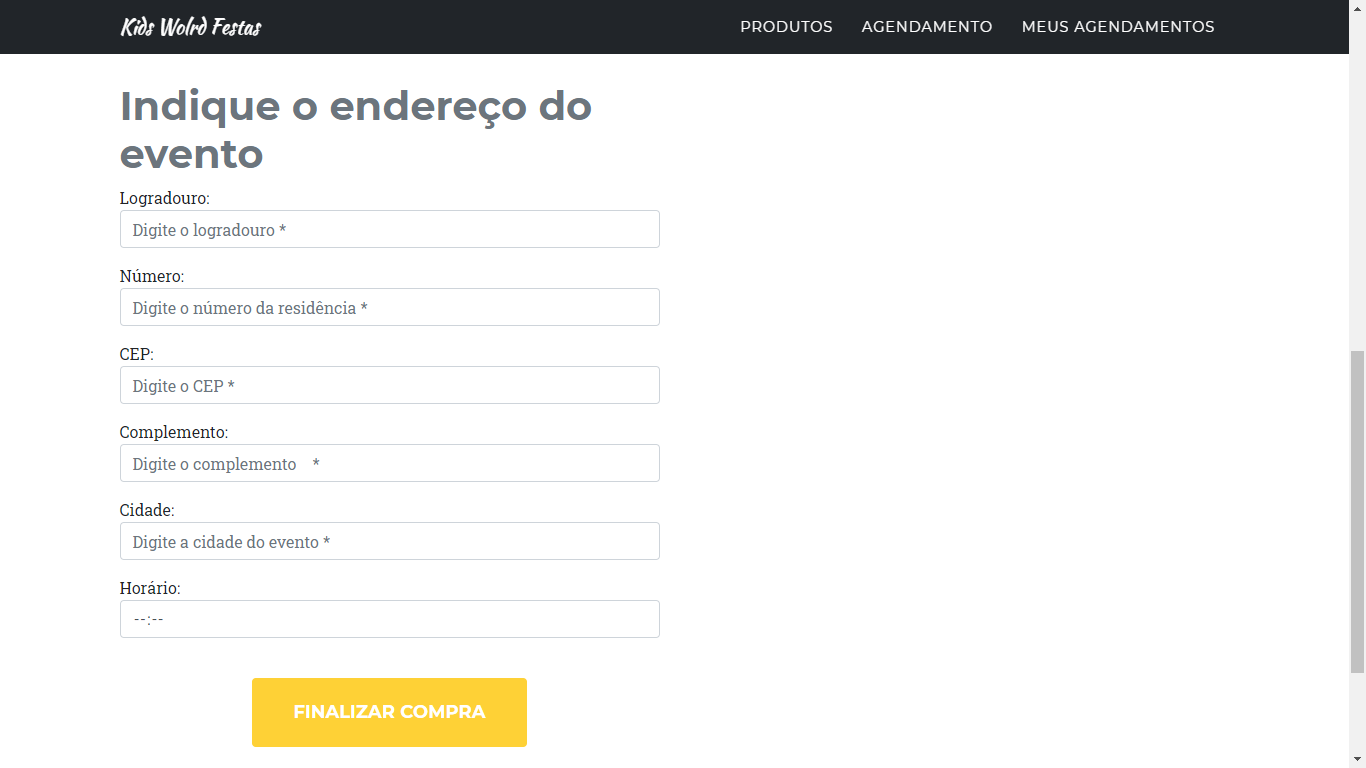 Kids Wolrd Festas
PRODUTOS AGENDAMENTO MEUS AGENDAMENTOS
Indique o endereço do
evento
Logradouro:
Digite o logradouro *
Número:
Digite o número da residência *
CEP:
Digite o CEP *
Complemento:
Digite o complemento *
Cidade:
Digite a cidade do evento *
Horário:
--:--
FINALIZAR COMPRA